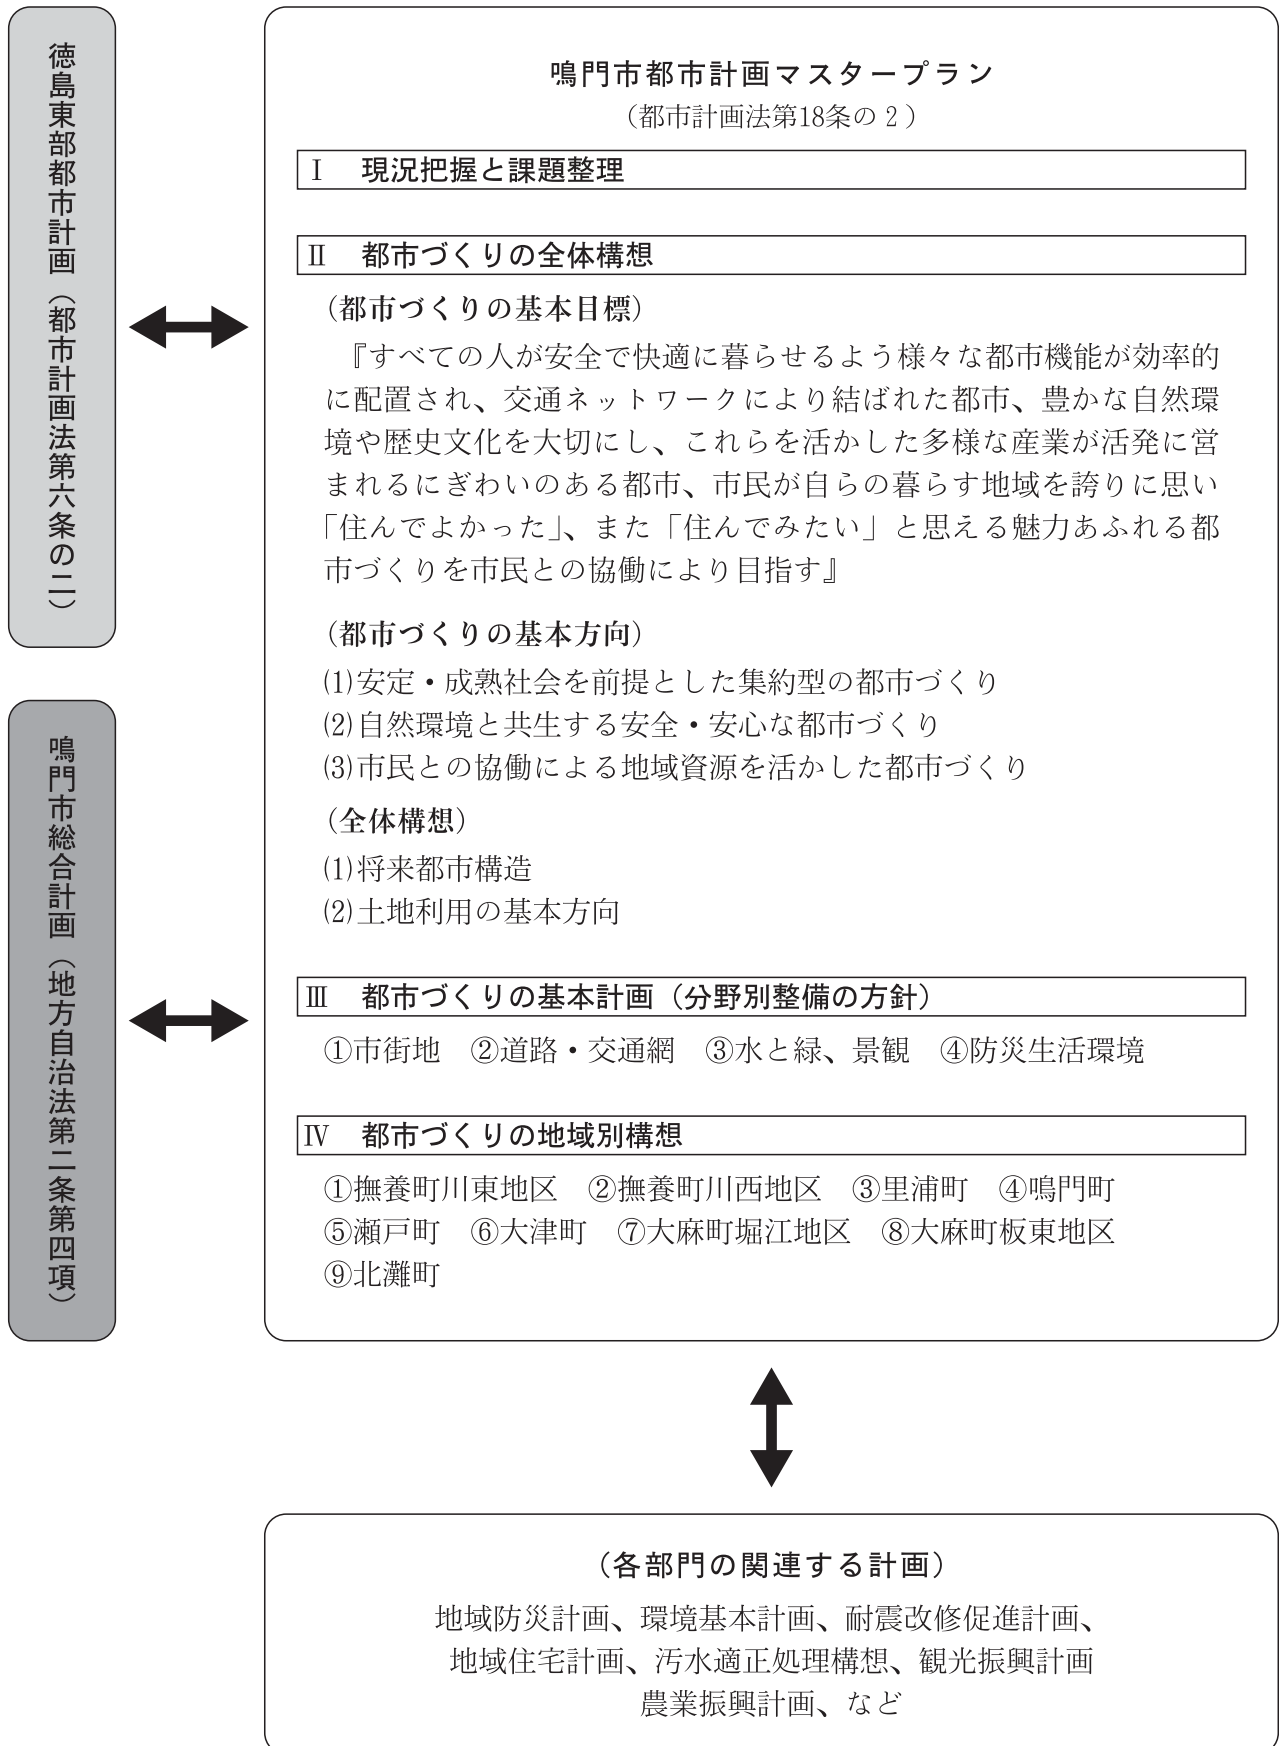 徳島東部都市計画（都市計画法第六条の二）
鳴門市総合計画（地方自治法第二条第四項）
鳴門市都市計画マスタープラン
（都市計画法第18条の２）
Ⅰ　現況把握と課題整理
Ⅱ　都市づくりの全体構想
（都市づくりの基本目標）
『すべての人が安全で快適に暮らせるよう様々な都市機能が効率的
に配置され、交通ネットワークにより結ばれた都市、豊かな自然環
境や歴史文化を大切にし、これらを活かした多様な産業が活発に営
まれるにぎわいのある都市、市民が自らの暮らす地域を誇りに思い
「住んでよかった」、また「住んでみたい」と思える魅力あふれる都
市づくりを市民との協働により目指す』
（都市づくりの基本方向）
(1)安定・成熟社会を前提とした集約型の都市づくり
(2)自然環境と共生する安全・安心な都市づくり
(3)市民との協働による地域資源を活かした都市づくり
（全体構想）
(1)将来都市構造
(2)土地利用の基本方向
Ⅲ　都市づくりの基本計画（分野別整備の方針）
①市街地　②道路・交通網　③水と緑、景観　④防災生活環境
Ⅳ　都市づくりの地域別構想
①撫養町川東地区　②撫養町川西地区　③里浦町　④鳴門町
⑤瀬戸町　⑥大津町　⑦大麻町堀江地区　⑧大麻町板東地区
⑨北灘町
（各部門の関連する計画）
地域防災計画、環境基本計画、耐震改修促進計画、
地域住宅計画、汚水適正処理構想、観光振興計画
農業振興計画、など